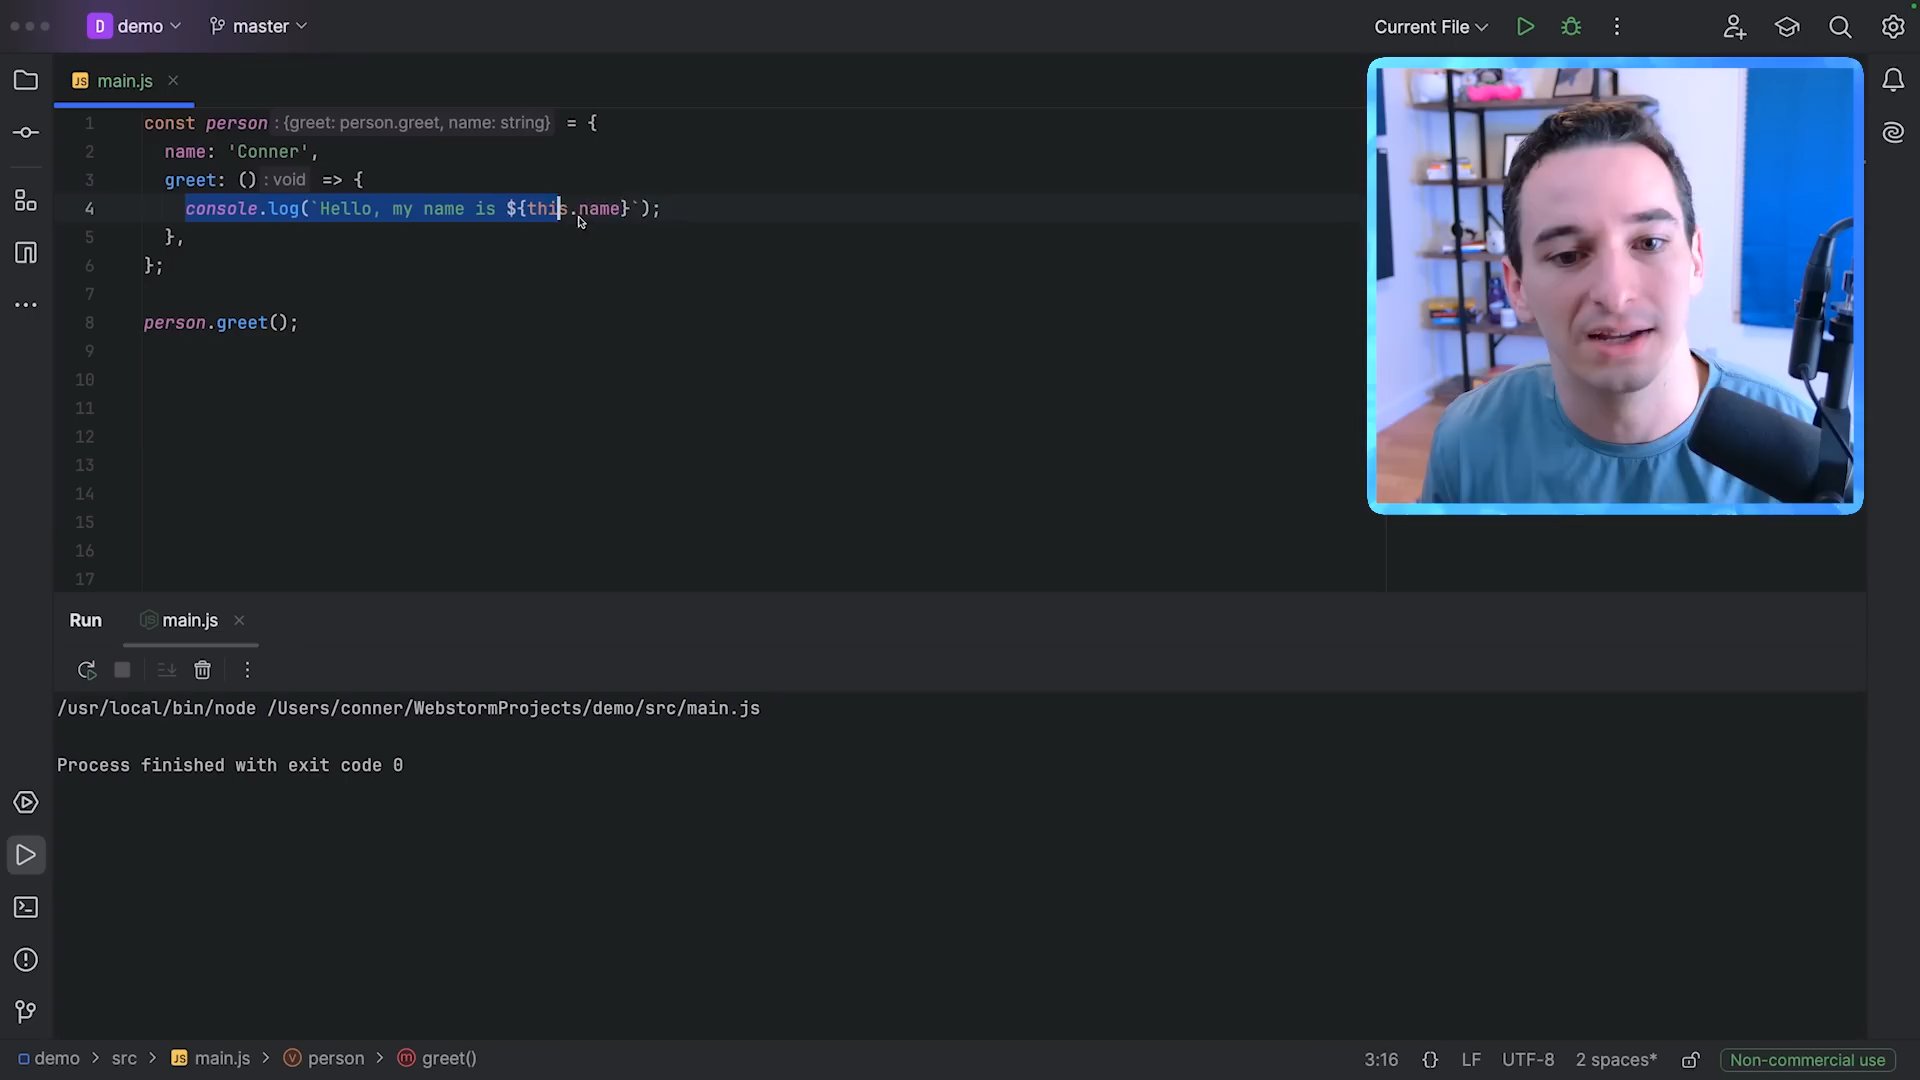 D demo master Current File
JS main.js
1 const person : {greet: person.greet, name: string} = {
2 name: 'Conner',
3 greet: () : void => {
4 console.log(`Hello, my name is ${this.name}`);
5 },
6 };
7
8 person.greet();
9
10
11
12
13
14
15
16
17
Run JS main.js
/usr/local/bin/node /Users/conner/WebstormProjects/demo/src/main.js
Process finished with exit code 0
demo > src > JS main.js > V person > m greet() 3:16 {} LF UTF-8 2 spaces* Non-commercial use